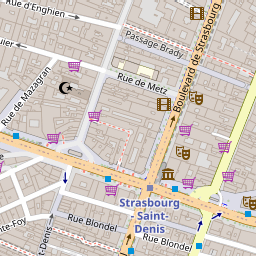 Rue d'Enghien
Passage Brady
Boulevard de Strasbourg
Rue de Metz
Rue de Mazagran
Strasbourg
- Saint-
Denis
Rue Blondel
Rue Blondel